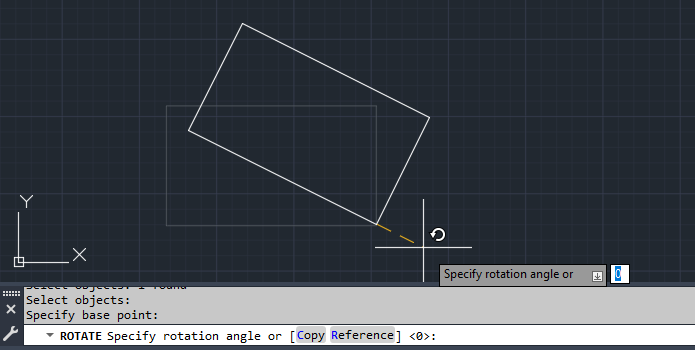 Y
X
Specify rotation angle or
0
Select objects: 1 found
Select objects:
Specify base point:
ROTATE Specify rotation angle or [Copy Reference] <0>: